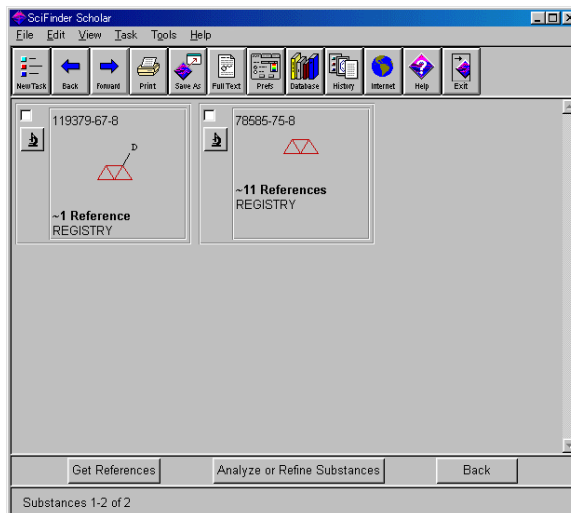 SciFinder Scholar
File Edit View Task Tools Help
New Task Back Forward Print Save As Full Text Prefs Database History Internet Help Exit
119379-67-8
D
~1 Reference
REGISTRY
78585-75-8
~11 References
REGISTRY
Get References Analyze or Refine Substances Back
Substances 1-2 of 2